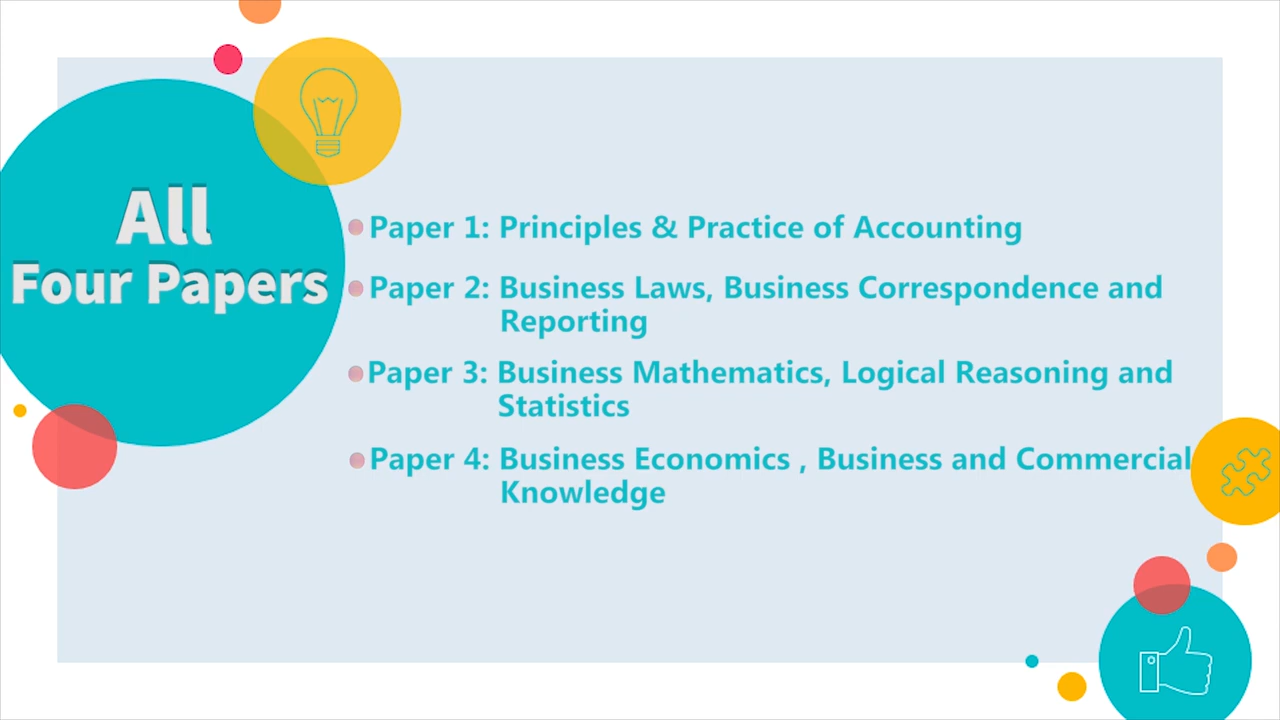 All
Four Papers
Paper 1: Principles & Practice of Accounting
Paper 2: Business Laws, Business Correspondence and
Reporting
Paper 3: Business Mathematics, Logical Reasoning and
Statistics
Paper 4: Business Economics , Business and Commercial
Knowledge